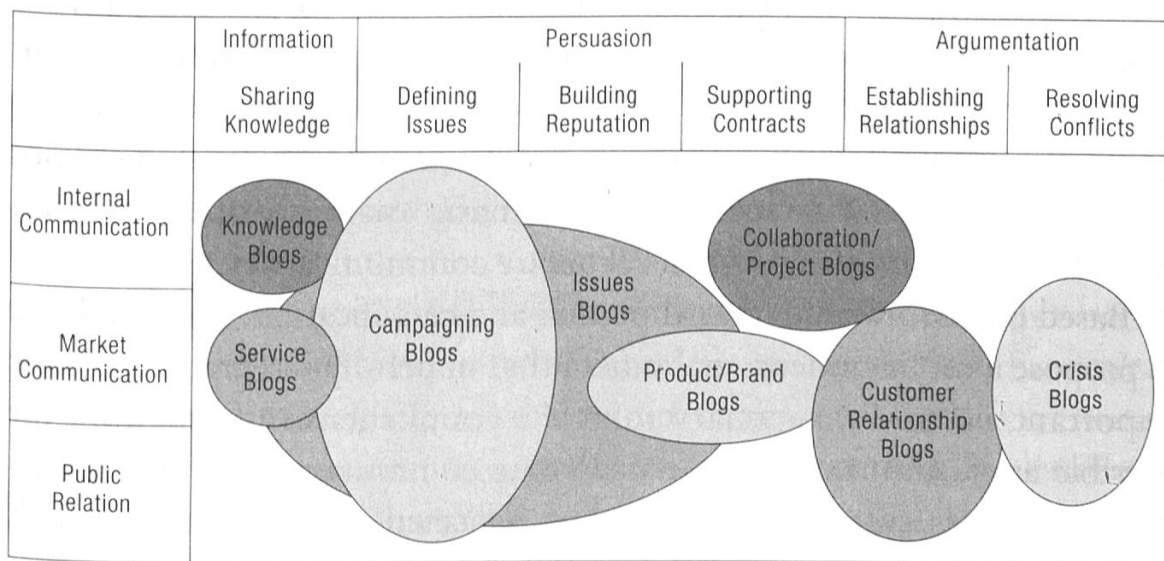 Information
Persuasion
Argumentation
Sharing
Knowledge
Defining
Issues
Building
Reputation
Supporting
Contracts
Establishing
Relationships
Resolving
Conflicts
Internal
Communication
Market
Communication
Public
Relation
Knowledge
Blogs
Service
Blogs
Campaigning
Blogs
Issues
Blogs
Product/Brand
Blogs
Collaboration/
Project Blogs
Customer
Relationship
Blogs
Crisis
Blogs